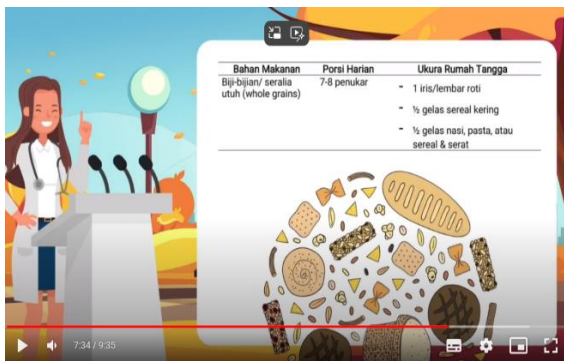 Bahan Makanan Porsi Harian Ukura Rumah Tangga
Biji-bijian/ seralia 7-8 penukar - 1 iris/lembar roti
utuh (whole grains)
- ½ gelas sereal kering
- ½ gelas nasi, pasta, atau
sereal & serat
7:34 / 9:35